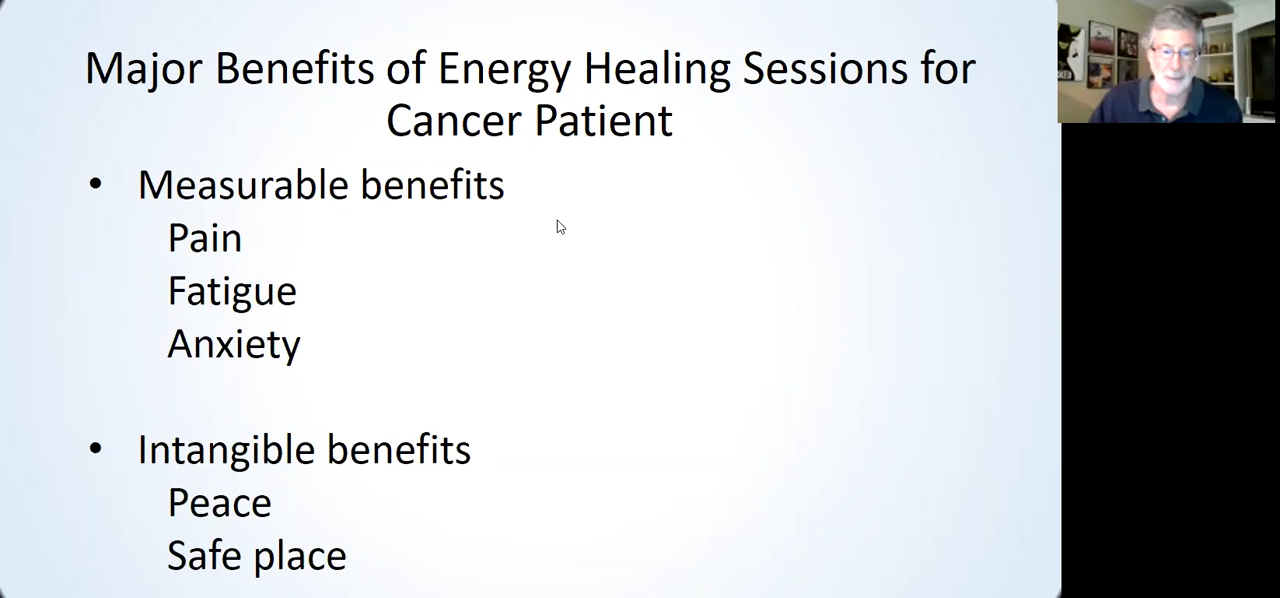 Major Benefits of Energy Healing Sessions for
Cancer Patient
• Measurable benefits
Pain
Fatigue
Anxiety
• Intangible benefits
Peace
Safe place